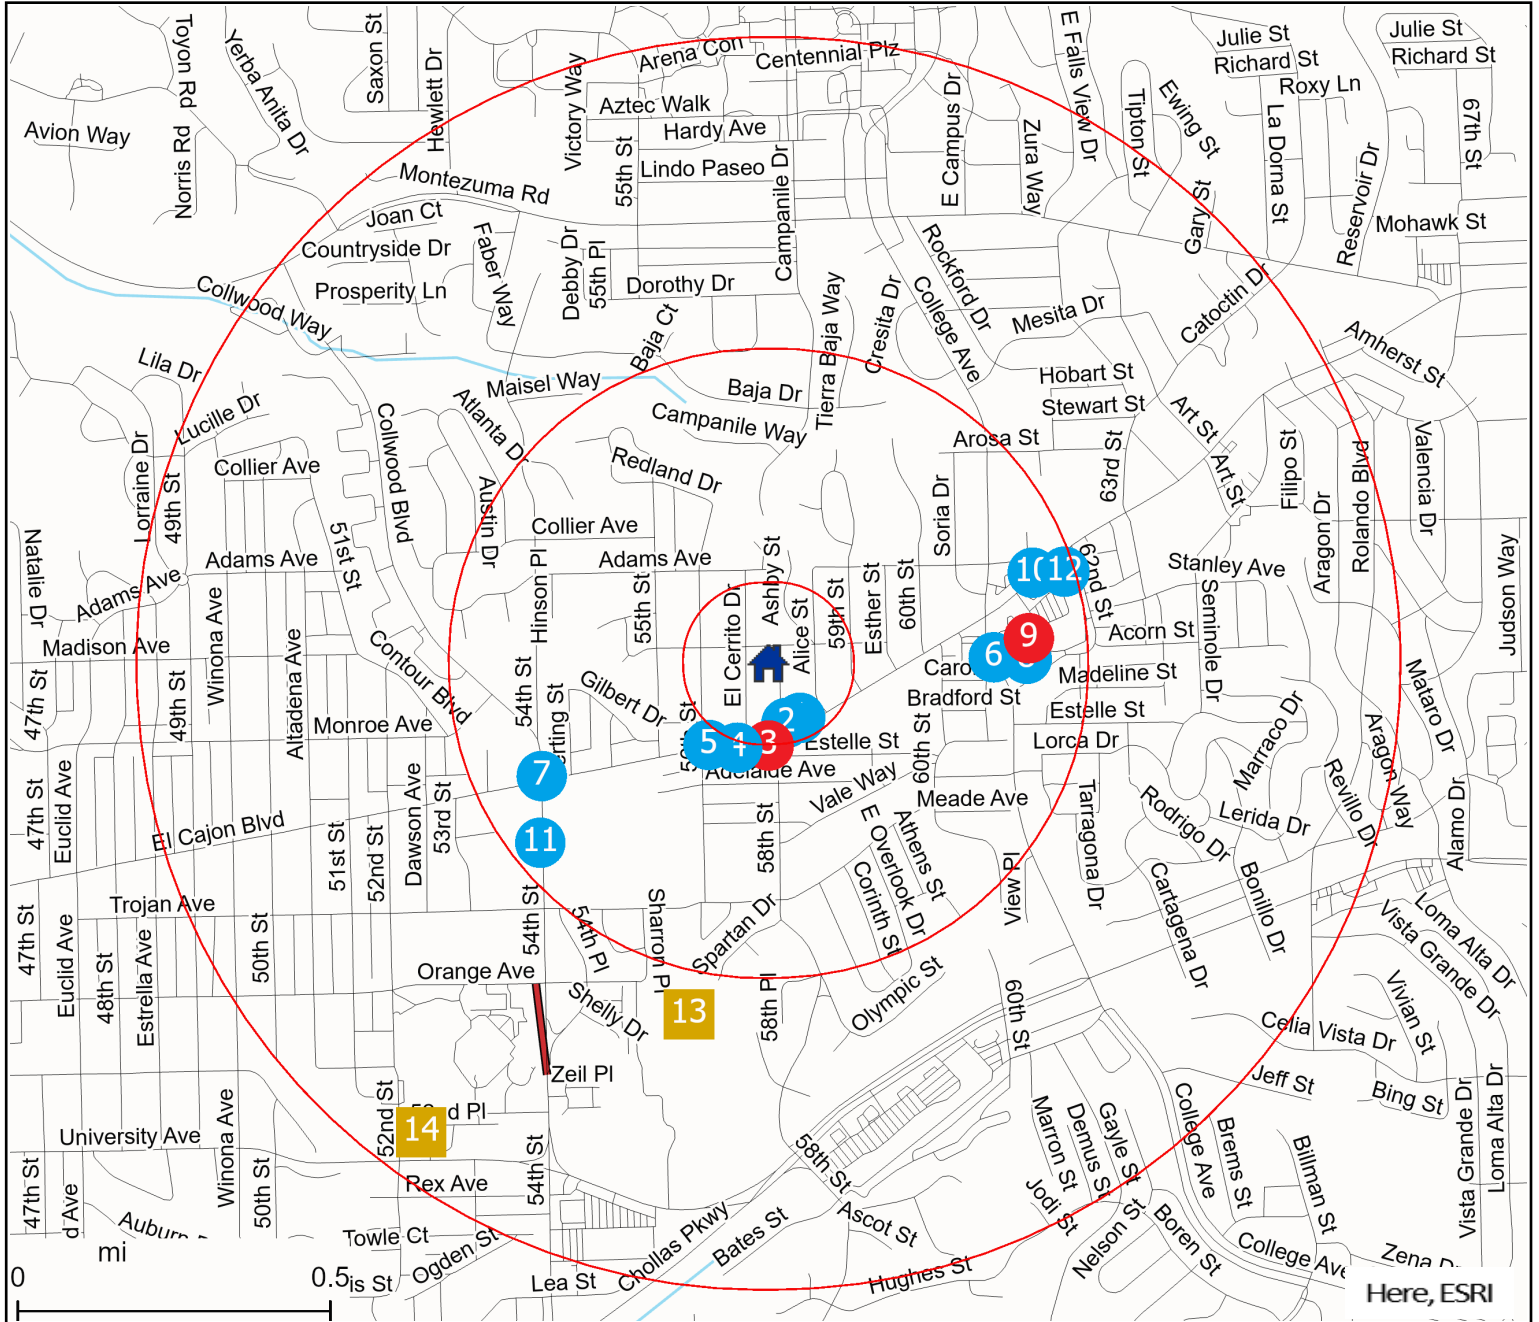 Toyon Rd
Yerba Anita Dr
Saxon St
Hewlett Dr
Victory Way
Arena Con
Centennial Plz
E Falls View Dr
Julie St
Richard St
Roxy Ln
Julie St
Richard St
Avion Way
Norris Rd
Aztec Walk
Hardy Ave
Lindo Paseo
55th St
Campanile Dr
E Campus Dr
Zura Way
Tipton St
Ewing St
La Dorna St
Reservoir Dr
67th St
Montezuma Rd
Joan Ct
Countryside Dr
Prosperity Ln
Faber Way
Debby Dr
55th Pl
Dorothy Dr
Gary St
Mohawk St
Rockford Dr
College Ave
Collwood Way
Baja Ct
Tierra Baja Way
Cresita Dr
Mesita Dr
Catoctin Dr
Amherst St
Lila Dr
Lucille Dr
Maisel Way
Baja Dr
Campanile Way
Hobart St
Stewart St
Art St
Arosa St
Atlanta Dr
Collwood Blvd
Lorraine Dr
49th St
Collier Ave
Redland Dr
63rd St
Art St
Filipo St
Rolando Blvd
Valencia Dr
Aragon Dr
Austin Dr
Collier Ave
Soria Dr
Natalie Dr
51st St
Adams Ave
Adams Ave
Adams Ave
Hinson Pl
55th St
El Cerrito Dr
Ashby St
Alice St
59th St
Esther St
60th St
10
12
62nd St
Stanley Ave
Seminole Dr
Judson Way
Madison Ave
Winona Ave
Altadena Ave
Contour Blvd
Acorn St
9
6
Madeline St
Bradford St
Estelle St
Lorca Dr
47th St
49th St
Monroe Ave
54th St
Gilbert Dr
2
5
4
3
Estelle St
Adelaide Ave
60th St
Marraco Dr
Mataro Dr
Aragon Way
Revillo Dr
7
11
Vale Way
Meade Ave
47th St
Euclid Ave
El Cajon Blvd
51st St
52nd St
Dawson Ave
53rd St
58th St
E Overlook Dr
Athens St
Corinth St
View Pl
Tarragona Dr
Rodrigo Dr
Lerida Dr
Alamo Dr
Cartagena Dr
Bonillo Dr
Trojan Ave
47th St
Euclid Ave
48th St
Estrella Ave
50th St
54th St
54th Pl
Sharron Pl
Spartan Dr
Orange Ave
Shelly Dr
13
58th Pl
Olympic St
60th St
Loma Alta Dr
Vista Grande Dr
Vivian St
Celia Vista Dr
Zeil Pl
Jeff St
Bing St
52nd St
14
University Ave
Winona Ave
47th St
50th St
Rex Ave
54th St
58th St
Marron St
Demus St
Gayle St
College Ave
Brems St
Billman St
Vista Grande Dr
Loma Alta Dr
Towle Ct
Ogden St
Lea St
Chollas Pkwy
Bates St
Ascot St
Hughes St
Jodi St
Nelson St
Boren St
College Ave
mi
0
0.5
Here, ESRI